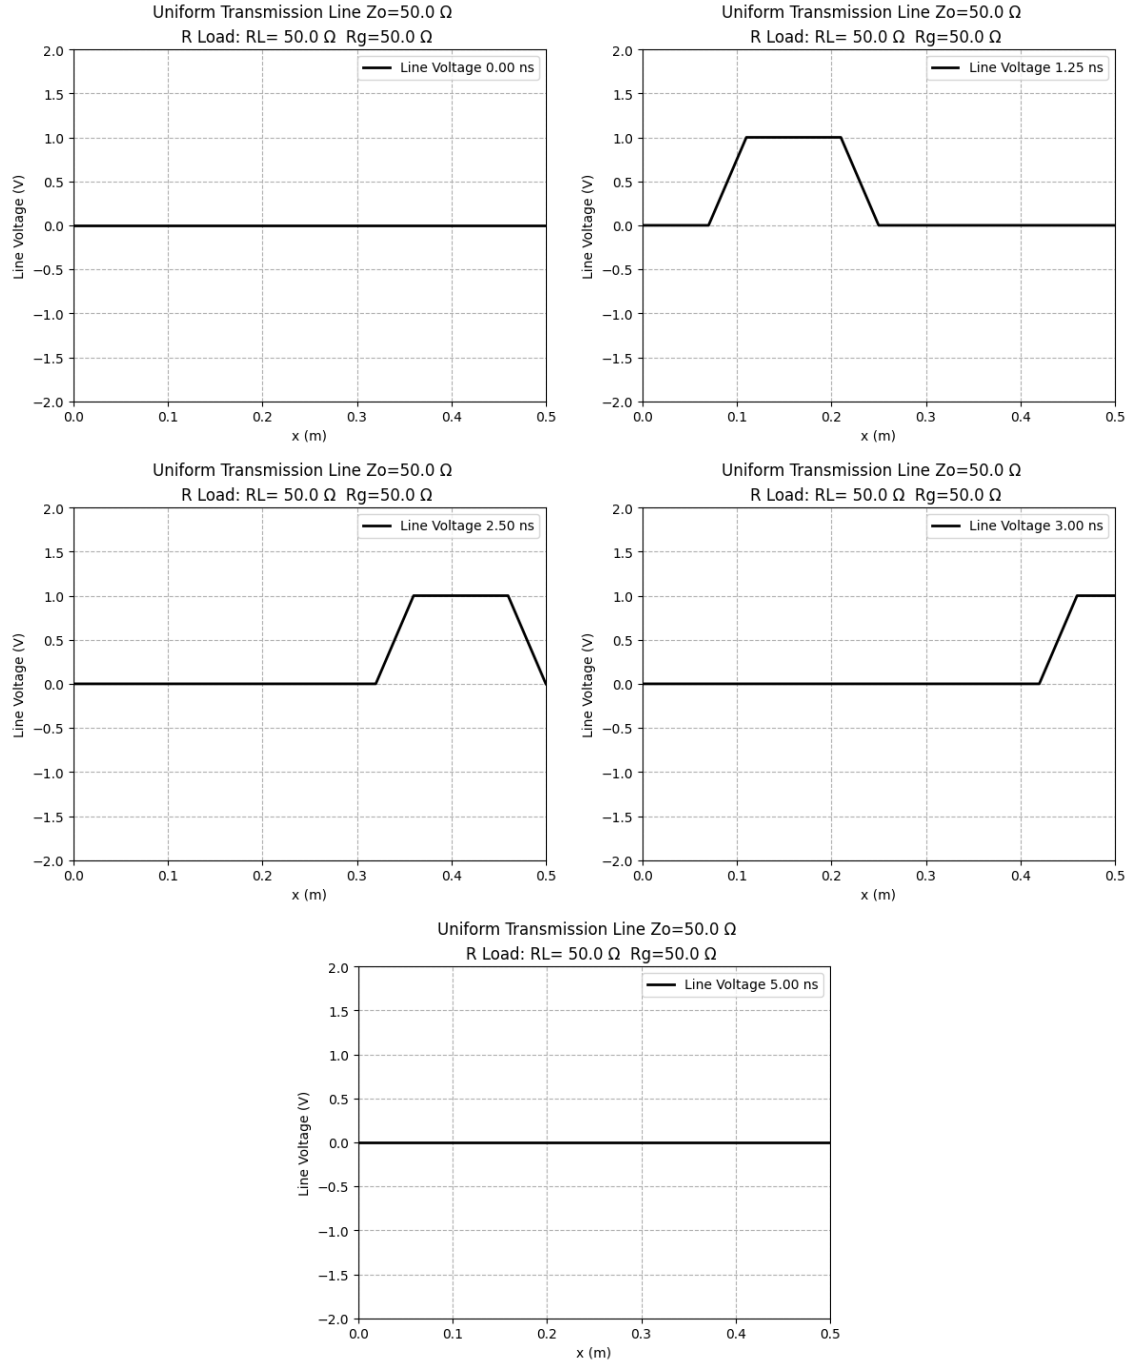 Uniform Transmission Line Zo=50.0 Ω
R Load: RL= 50.0 Ω  Rg=50.0 Ω
Line Voltage 0.00 ns
2.0
1.5
1.0
0.5
0.0
−0.5
−1.0
−1.5
−2.0
Line Voltage (V)
0.0 0.1 0.2 0.3 0.4 0.5
x (m)
Uniform Transmission Line Zo=50.0 Ω
R Load: RL= 50.0 Ω  Rg=50.0 Ω
Line Voltage 1.25 ns
2.0
1.5
1.0
0.5
0.0
−0.5
−1.0
−1.5
−2.0
Line Voltage (V)
0.0 0.1 0.2 0.3 0.4 0.5
x (m)
Uniform Transmission Line Zo=50.0 Ω
R Load: RL= 50.0 Ω  Rg=50.0 Ω
Line Voltage 2.50 ns
2.0
1.5
1.0
0.5
0.0
−0.5
−1.0
−1.5
−2.0
Line Voltage (V)
0.0 0.1 0.2 0.3 0.4 0.5
x (m)
Uniform Transmission Line Zo=50.0 Ω
R Load: RL= 50.0 Ω  Rg=50.0 Ω
Line Voltage 3.00 ns
2.0
1.5
1.0
0.5
0.0
−0.5
−1.0
−1.5
−2.0
Line Voltage (V)
0.0 0.1 0.2 0.3 0.4 0.5
x (m)
Uniform Transmission Line Zo=50.0 Ω
R Load: RL= 50.0 Ω  Rg=50.0 Ω
Line Voltage 5.00 ns
2.0
1.5
1.0
0.5
0.0
−0.5
−1.0
−1.5
−2.0
Line Voltage (V)
0.0 0.1 0.2 0.3 0.4 0.5
x (m)